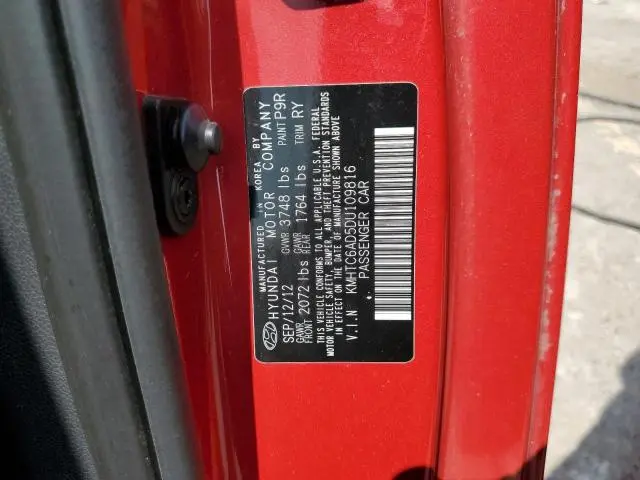 MANUFACTURED IN KOREA BY
HYUNDAI MOTOR COMPANY
SEP/12/12 GVWR 3748 lbs PAINT P9R
GAWR FRONT 2072 lbs GAWR REAR 1764 lbs TRIM RY
THIS VEHICLE CONFORMS TO ALL APPLICABLE U.S.A. FEDERAL
MOTOR VEHICLE SAFETY, BUMPER, AND THEFT PREVENTION STANDARDS
IN EFFECT ON THE DATE OF MANUFACTURE SHOWN ABOVE
V.I.N KMHTC6AD5DU109816
PASSENGER CAR